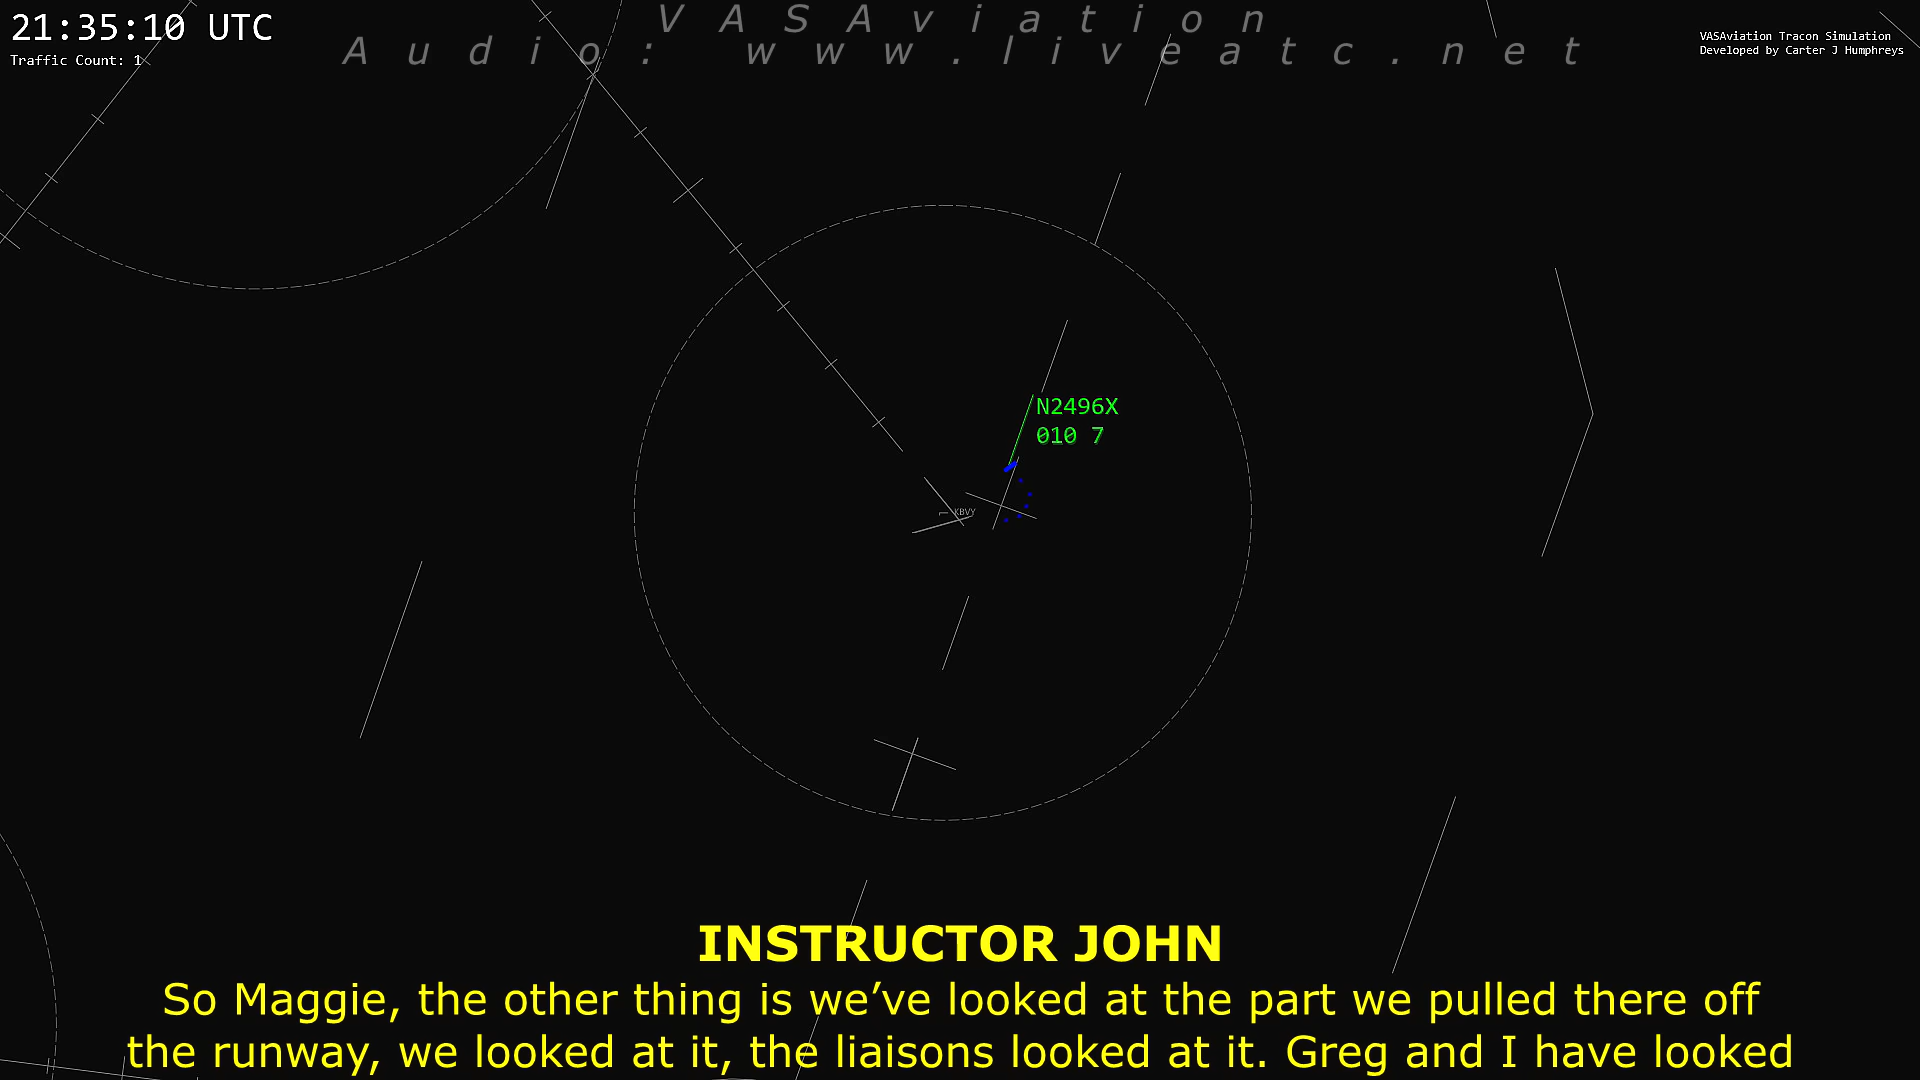 21:35:10 UTC
Traffic Count: 1
V A S A v i a t i o n
A u d i o : w w w . l i v e a t c . n e t
VASAviation Tracon Simulation
Developed by Carter J Humphreys
N2496X
010 7
KBVY
INSTRUCTOR JOHN
So Maggie, the other thing is we’ve looked at the part we pulled there off
the runway, we looked at it, the liaisons looked at it. Greg and I have looked